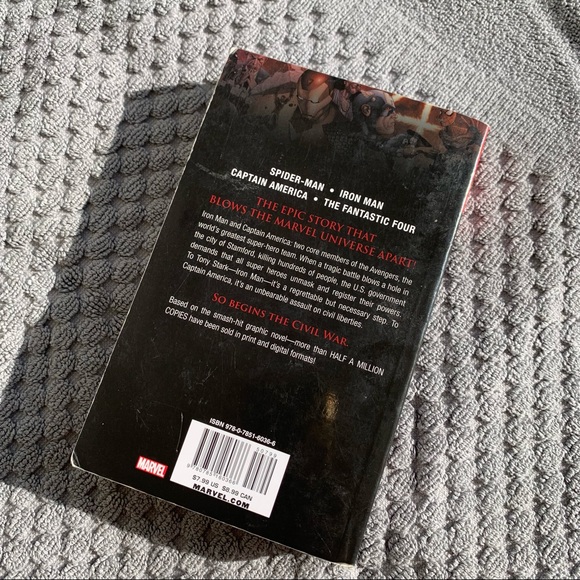 SPIDER-MAN • IRON MAN
CAPTAIN AMERICA • THE FANTASTIC FOUR
THE EPIC STORY THAT
BLOWS THE MARVEL UNIVERSE APART!
Iron Man and Captain America: two core members of the Avengers, the
world's greatest super-hero team. When a tragic battle blows a hole in
the city of Stamford, killing hundreds of people, the U.S. government
demands that all super heroes unmask and register their powers.
To Tony Stark—Iron Man—it's a regrettable but necessary step. To
Captain America, it's an unbearable assault on civil liberties.
SO BEGINS THE CIVIL WAR.
Based on the smash-hit graphic novel—more than HALF A MILLION
COPIES have been sold in print and digital formats!
ISBN 978-0-7851-6036-6
$7.99 US $8.99 CAN
MARVEL.COM
MARVEL